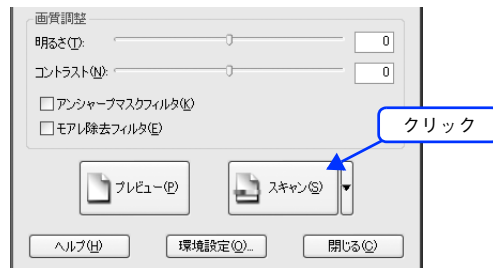 画質調整
明るさ(T): 0
コントラスト(N): 0
アンシャープマスクフィルタ(K)
モアレ除去フィルタ(E)
クリック
プレビュー(P) スキャン(S)
ヘルプ(H) 環境設定(O)... 閉じる(C)